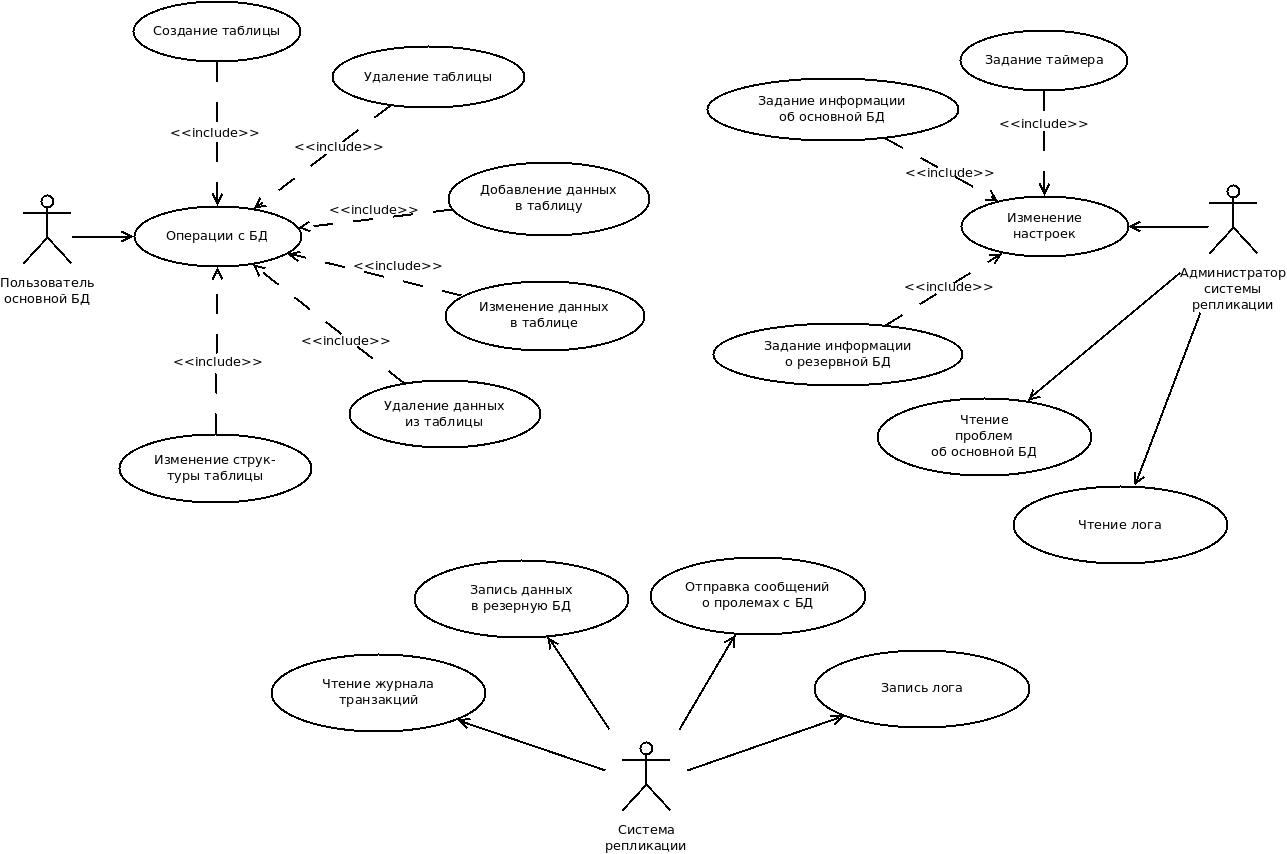 Создание таблицы
Удаление таблицы
<<include>>
<<include>>
Добавление данных
в таблицу
<<include>>
Операции с БД
Пользователь
основной БД
<<include>>
Изменение данных
в таблице
<<include>>
<<include>>
Удаление данных
из таблицы
Изменение струк-
туры таблицы
Задание таймера
Задание информации
об основной БД
<<include>>
<<include>>
Изменение
настроек
Администратор
системы
репликации
<<include>>
Задание информации
о резервной БД
Чтение
проблем
об основной БД
Чтение лога
Запись данных
в резерную БД
Отправка сообщений
о пролемах с БД
Чтение журнала
транзакций
Запись лога
Система
репликации